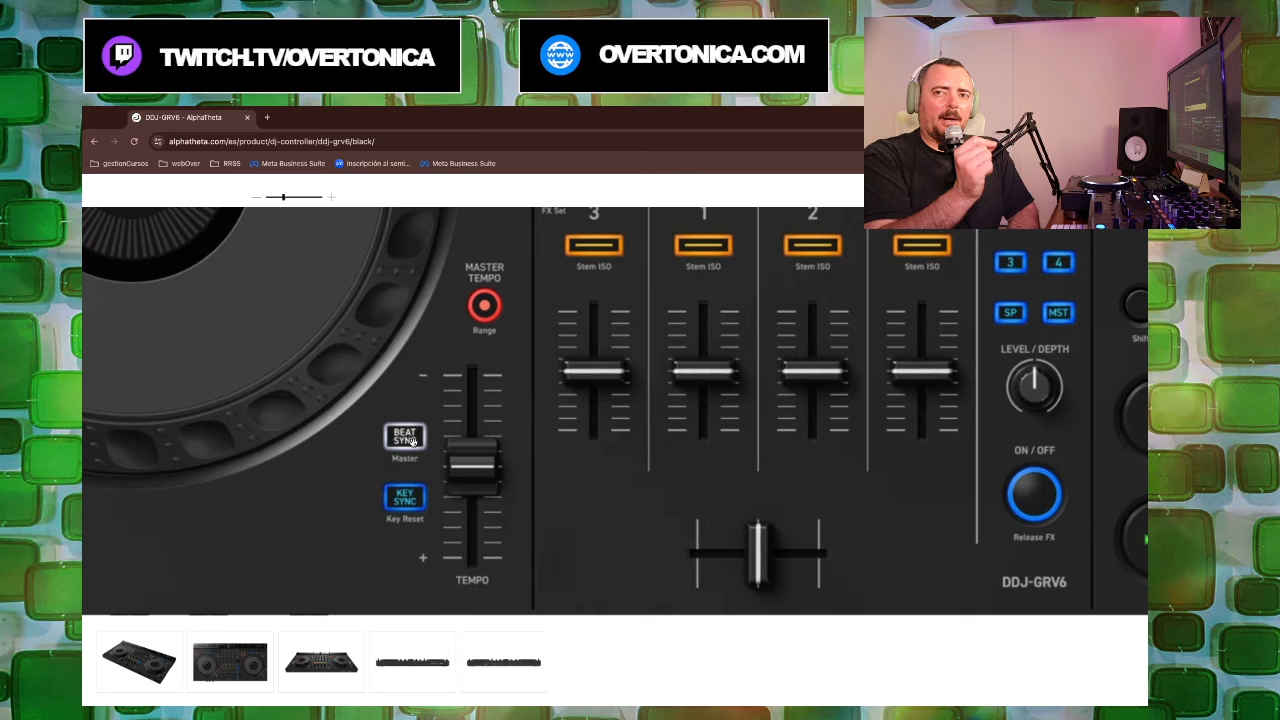 TWITCH.TV/OVERTONICA
WWW
OVERTONICA.COM
DDJ-GRV6 - AlphaTheta
alphatheta.com/es/product/dj-controller/ddj-grv6/black/
gestionCursos
webOver
RRSS
Meta Business Suite
Inscripción al semi...
Meta Business Suite
FX Sel
3
1
2
Stem ISO
Stem ISO
Stem ISO
Stem ISO
MASTER
TEMPO
Range
3
4
SP
MST
LEVEL / DEPTH
BEAT
SYNC
Master
KEY
SYNC
Key Reset
TEMPO
ON / OFF
Release FX
DDJ-GRV6